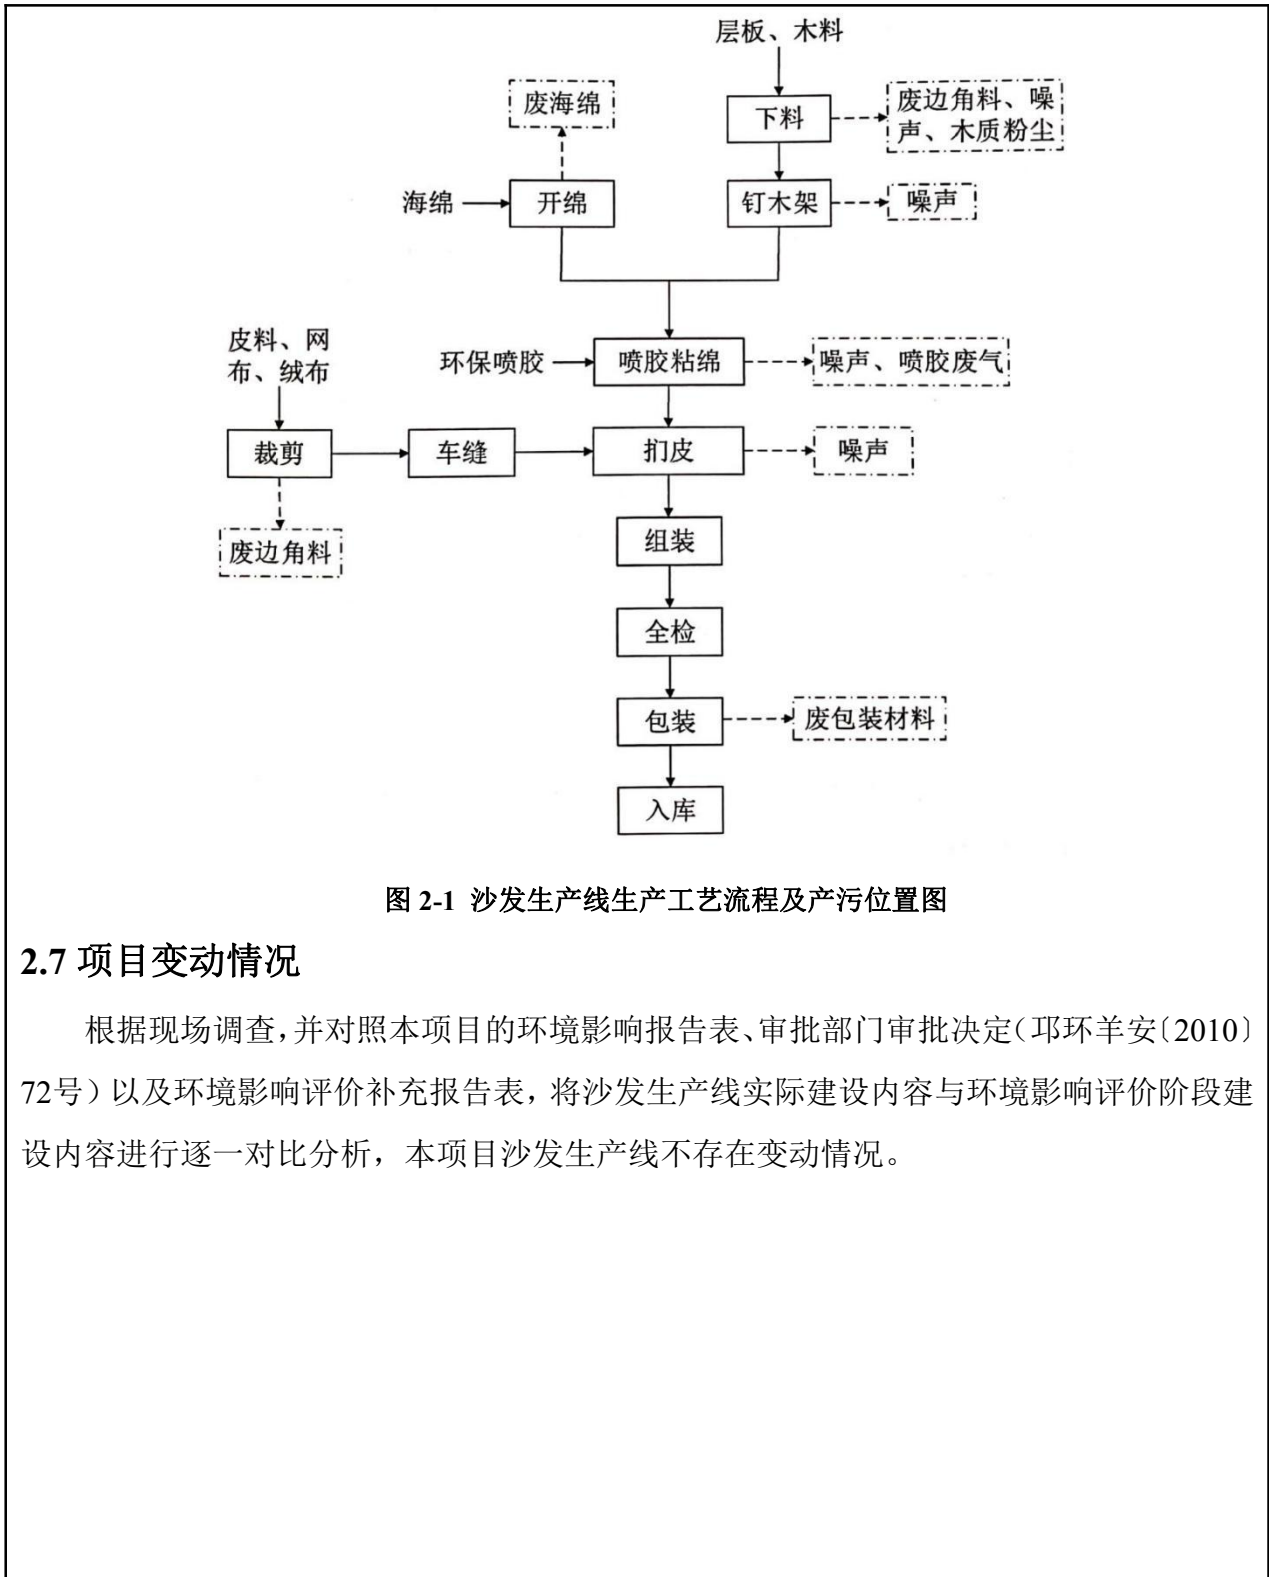 层板、木料
废海绵
下料
废边角料、噪
声、木质粉尘
海绵
开绵
钉木架
噪声
皮料、网
布、绒布
环保喷胶
喷胶粘绵
噪声、喷胶废气
裁剪
车缝
扪皮
噪声
废边角料
组装
全检
包装
废包装材料
入库
图 2-1 沙发生产线生产工艺流程及产污位置图
2.7 项目变动情况
根据现场调查，并对照本项目的环境影响报告表、审批部门审批决定（邛环羊安〔2010〕
72号）以及环境影响评价补充报告表，将沙发生产线实际建设内容与环境影响评价阶段建
设内容进行逐一对比分析，本项目沙发生产线不存在变动情况。